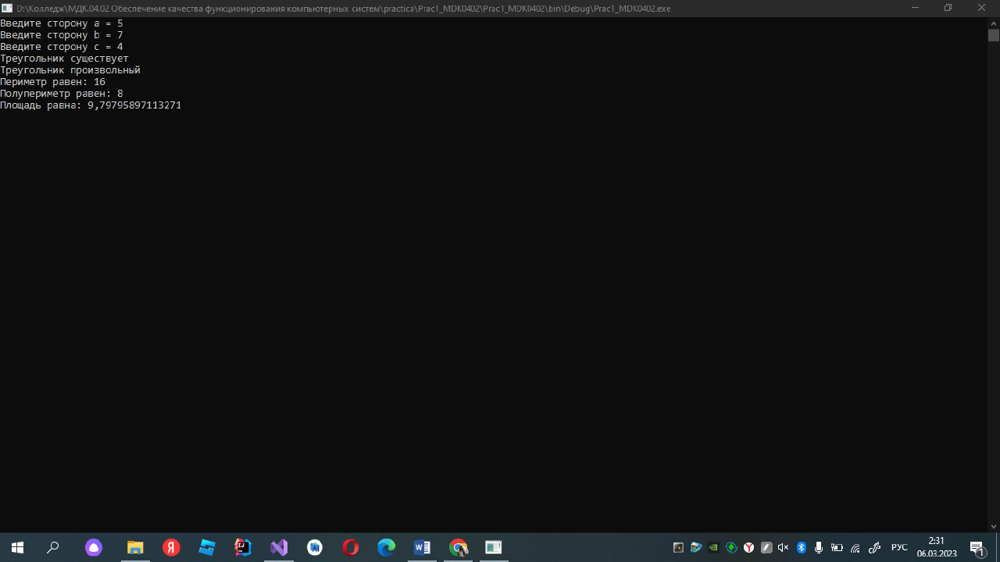 D:\Колледж\МДК.04.02 Обеспечение качества функционирования компьютерных систем\practica\Prac1_MDK0402\Prac1_MDK0402\bin\Debug\Prac1_MDK0402.exe
Введите сторону a = 5
Введите сторону b = 7
Введите сторону c = 4
Треугольник существует
Треугольник произвольный
Периметр равен: 16
Полупериметр равен: 8
Площадь равна: 9,79795897113271
РУС
2:31
06.03.2023
1